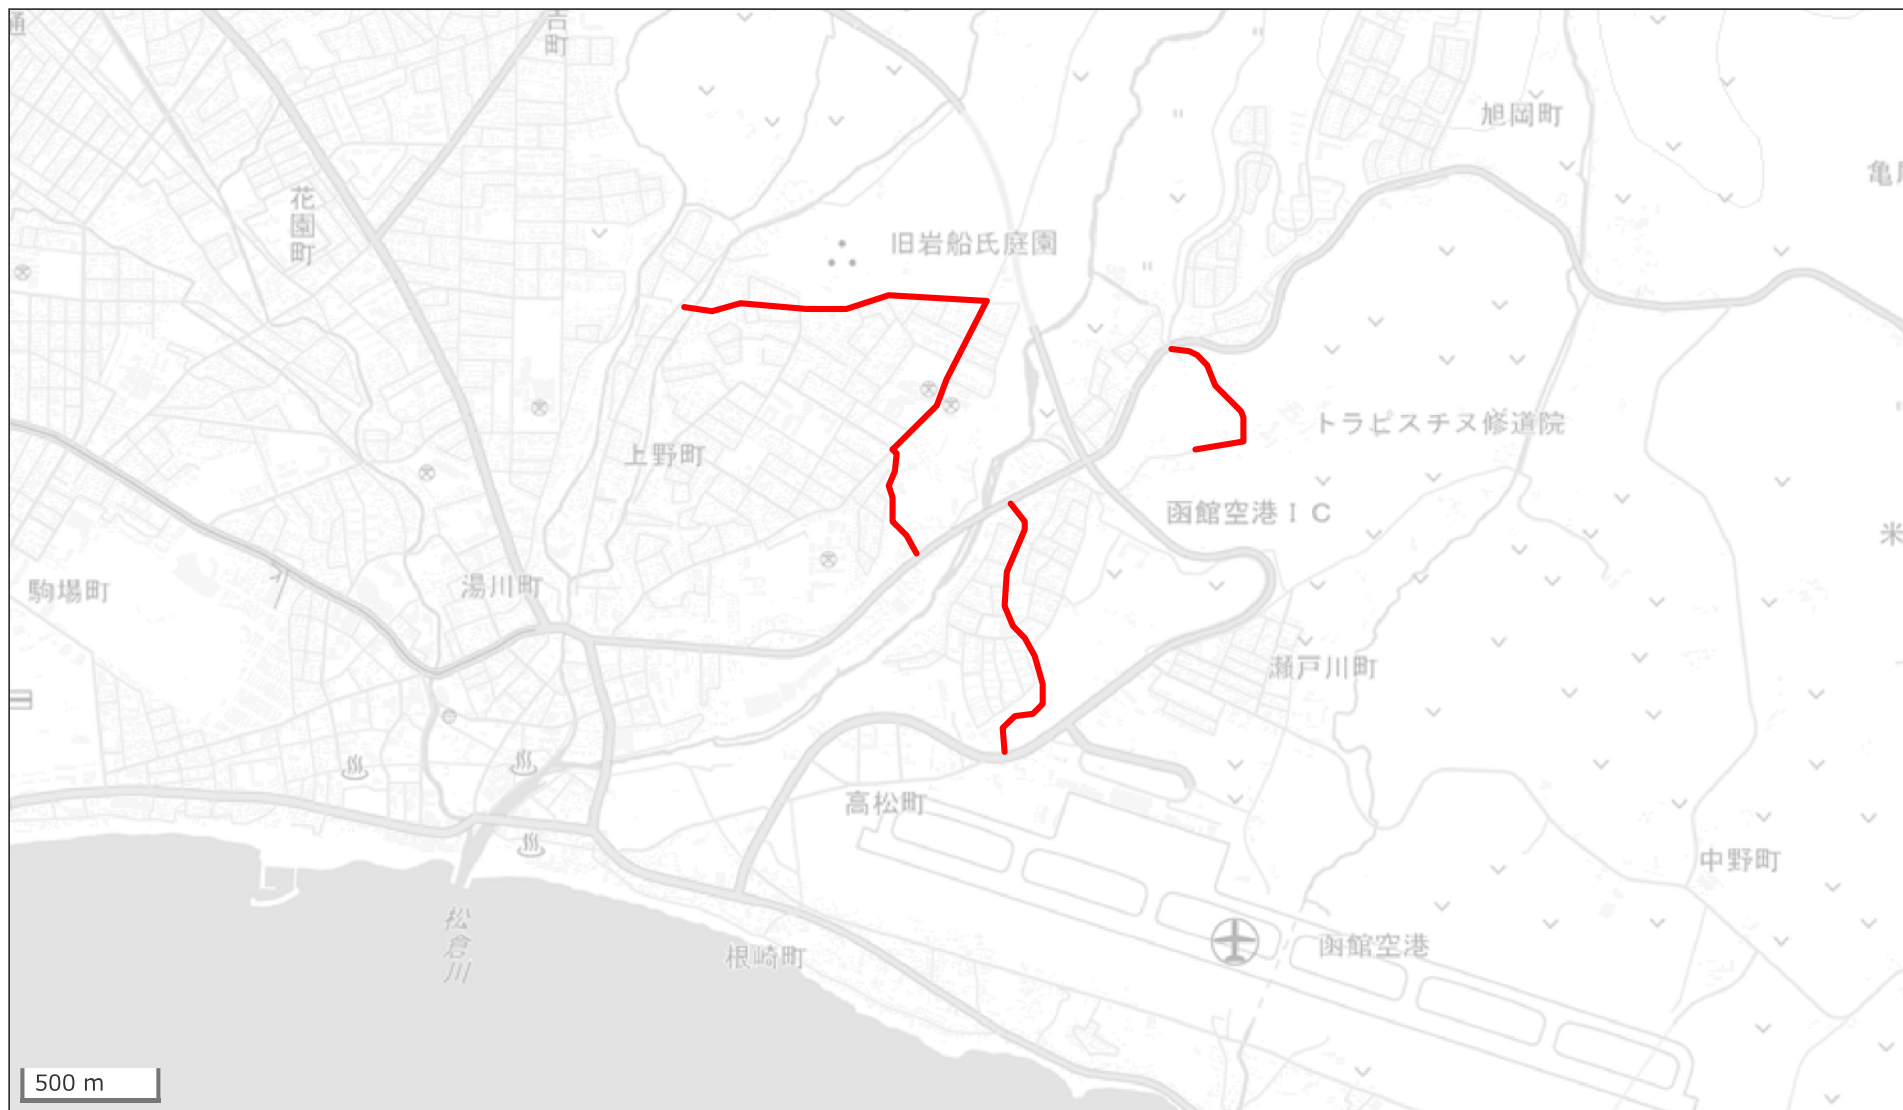 通
吉町
旭岡町
亀
花園町
旧岩船氏庭園
トラピスチヌ修道院
上野町
函館空港IC
米
駒場町
湯川町
瀬戸川町
高松町
中野町
松倉川
根崎町
函館空港
500 m